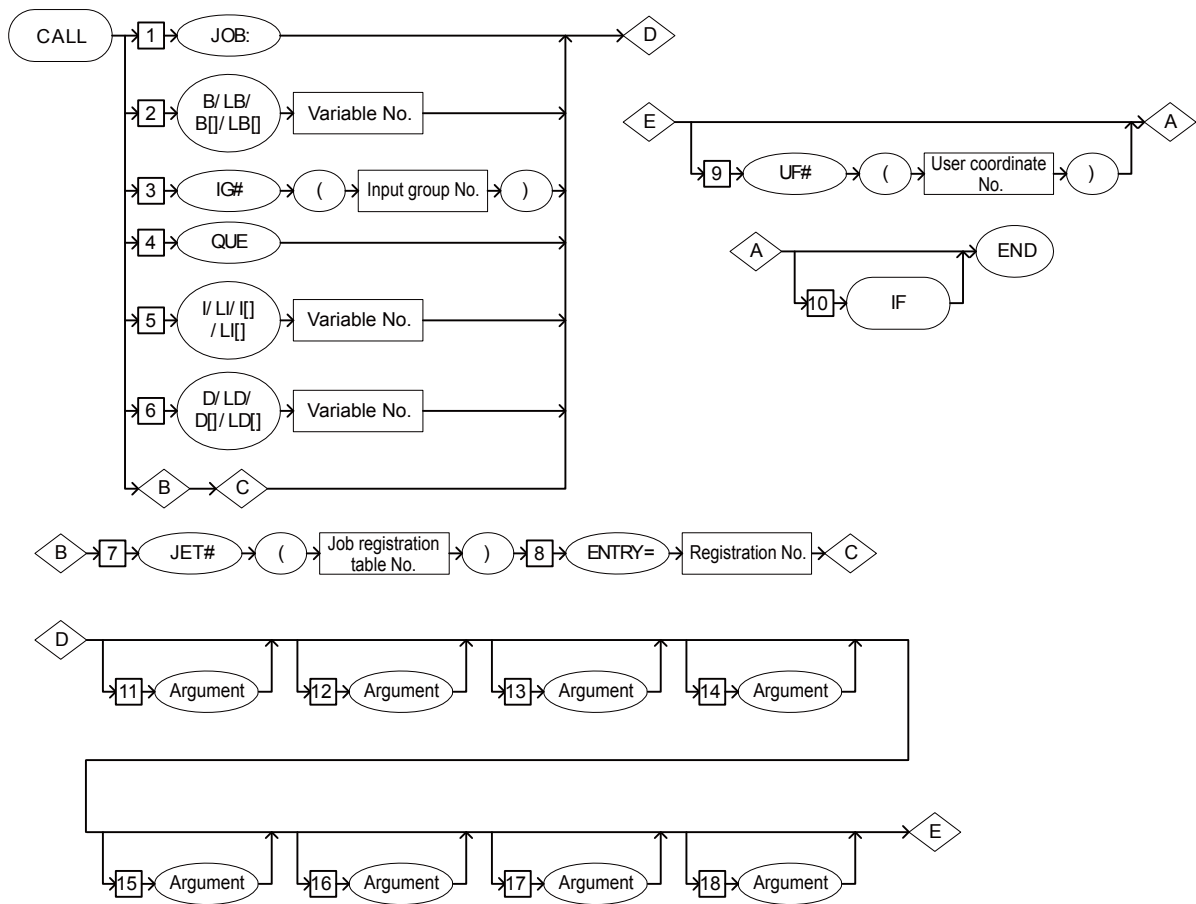 CALL 1 JOB: D
2 B/ LB/
B[]/ LB[] Variable No.
3 IG# ( Input group No. )
4 QUE
5 I/ LI/ I[]
/ LI[] Variable No.
6 D/ LD/
D[]/ LD[] Variable No.
B C
E A
9 UF# ( User coordinate
No. )
A END
10 IF
B 7 JET# ( Job registration
table No. ) 8 ENTRY= Registration No. C
D
11 Argument 12 Argument 13 Argument 14 Argument
E
15 Argument 16 Argument 17 Argument 18 Argument